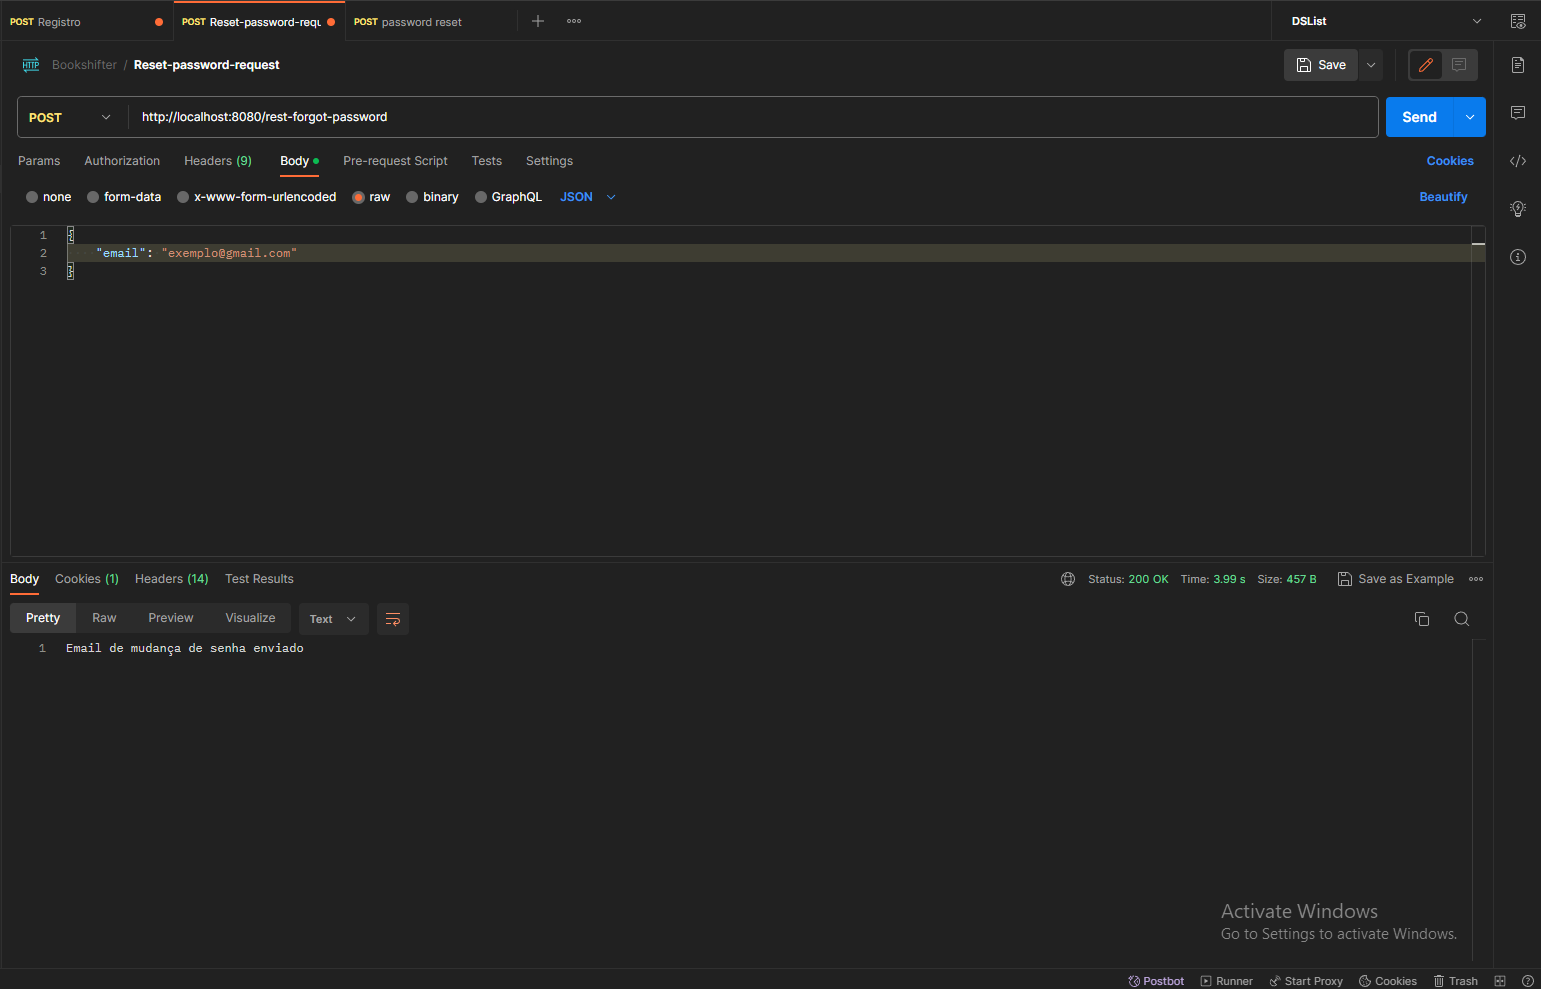 POST Registro
POST Reset-password-requ
POST password reset
DSList
HTTP
Bookshifter / Reset-password-request
Save
POST
http://localhost:8080/rest-forgot-password
Send
Params
Authorization
Headers (9)
Body
Pre-request Script
Tests
Settings
Cookies
none
form-data
x-www-form-urlencoded
raw
binary
GraphQL
JSON
Beautify
1 {
2 "email": "exemplo@gmail.com"
3 }
Body
Cookies (1)
Headers (14)
Test Results
Status: 200 OK
Time: 3.99 s
Size: 457 B
Save as Example
Pretty
Raw
Preview
Visualize
Text
1 Email de mudança de senha enviado
Activate Windows
Go to Settings to activate Windows.
Postbot
Runner
Start Proxy
Cookies
Trash